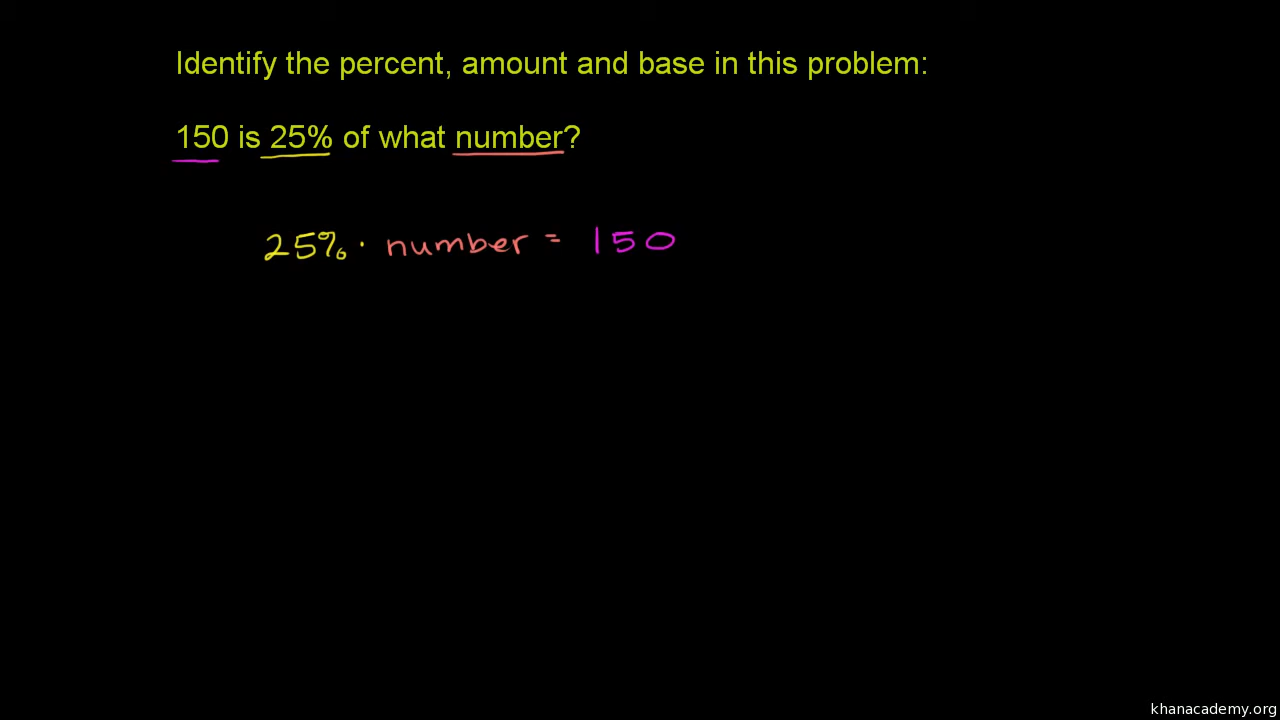 Identify the percent, amount and base in this problem:
150 is 25% of what number?
25% · number = 150
khanacademy.org